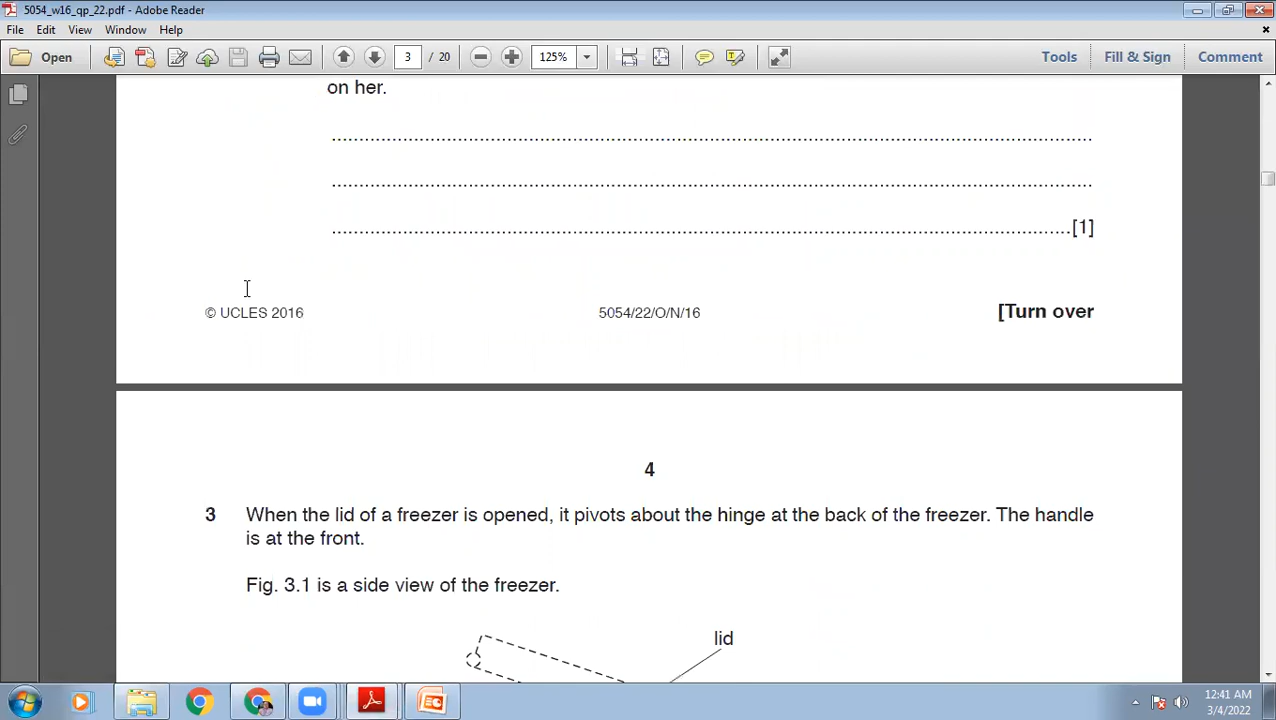 5054_w16_qp_22.pdf - Adobe Reader
File Edit View Window Help
Open 3 / 20 125% Tools Fill & Sign Comment
on her.
[1]
© UCLES 2016 5054/22/O/N/16 [Turn over
4
3 When the lid of a freezer is opened, it pivots about the hinge at the back of the freezer. The handle
is at the front.
Fig. 3.1 is a side view of the freezer.
lid
12:41 AM
3/4/2022